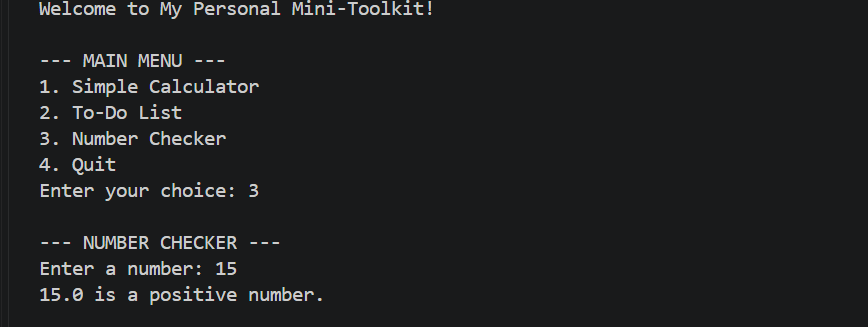 Welcome to My Personal Mini-Toolkit!
--- MAIN MENU ---
1. Simple Calculator
2. To-Do List
3. Number Checker
4. Quit
Enter your choice: 3
--- NUMBER CHECKER ---
Enter a number: 15
15.0 is a positive number.